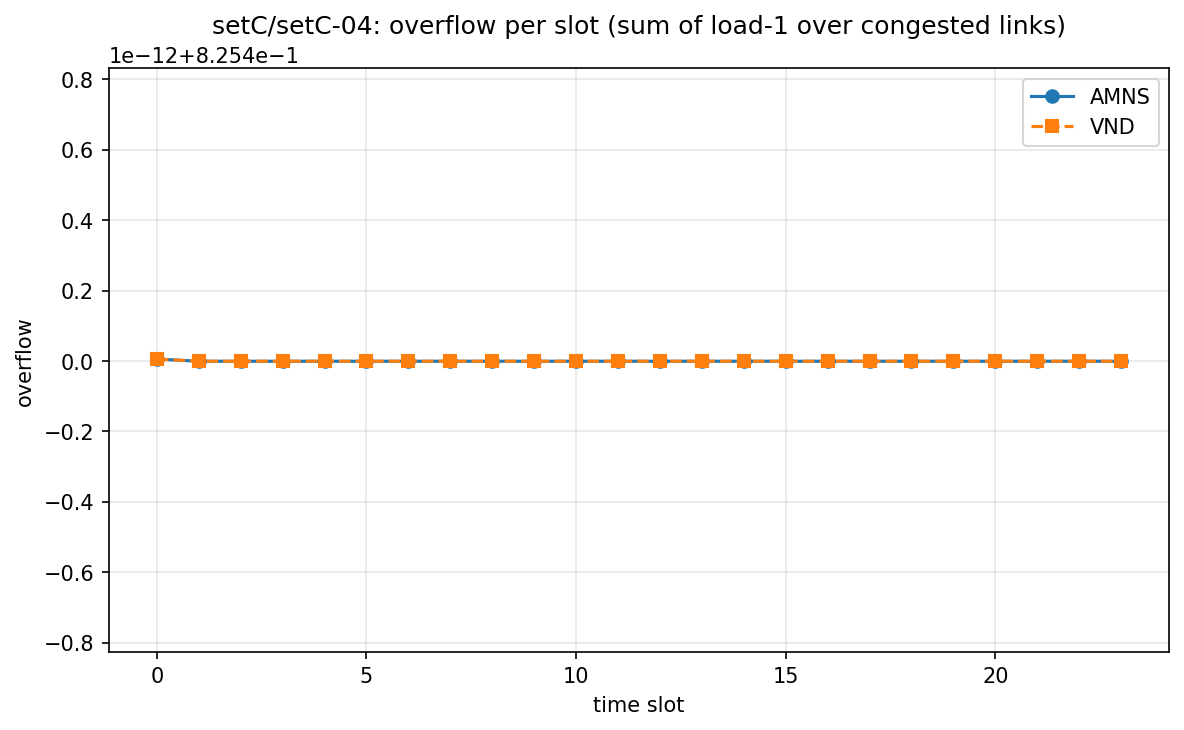 setC/setC-04: overflow per slot (sum of load-1 over congested links)
1e−12+8.254e−1
0.8
0.6
0.4
0.2
0.0
−0.2
−0.4
−0.6
−0.8
overflow
AMNS
VND
0 5 10 15 20
time slot